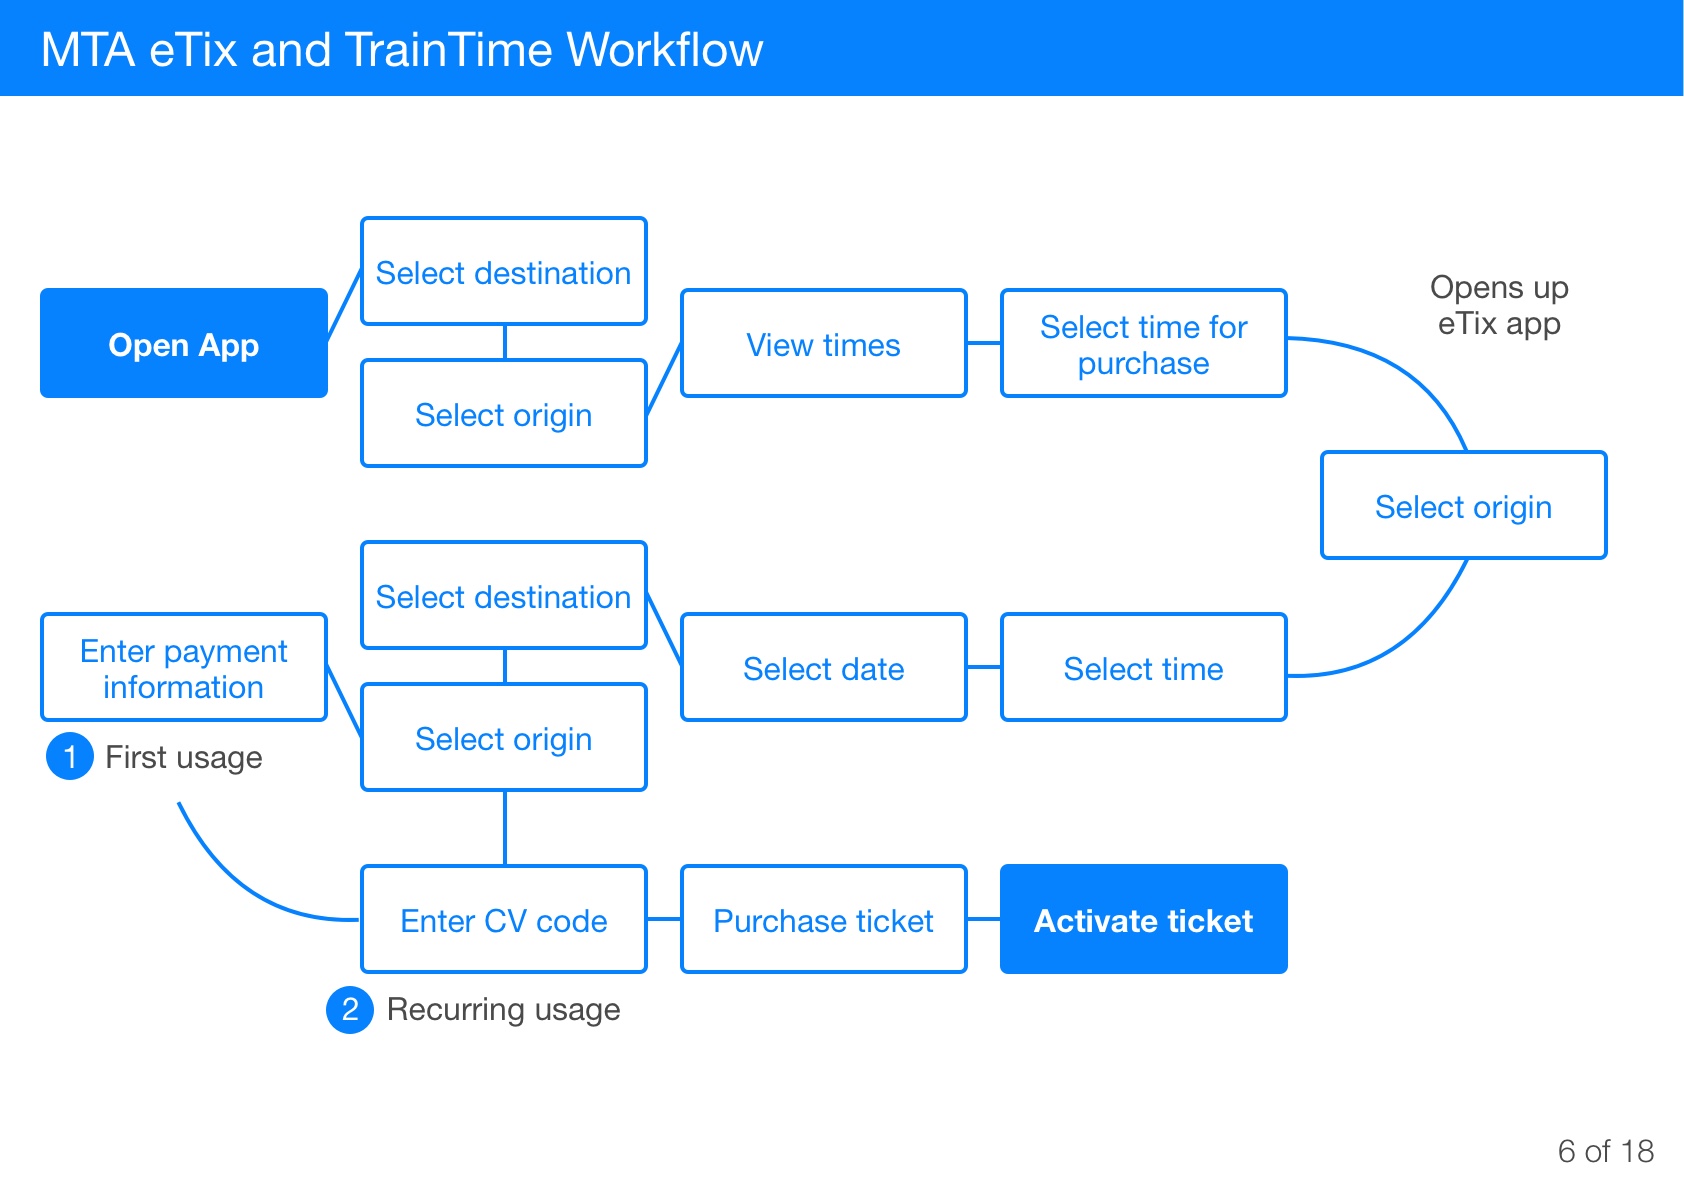 MTA eTix and TrainTime Workflow
Select destination
Open App
Select origin
View times
Select time for
purchase
Opens up
eTix app
Select origin
Select destination
Enter payment
information
Select origin
Select date
Select time
1 First usage
Enter CV code
Purchase ticket
Activate ticket
2 Recurring usage
6 of 18